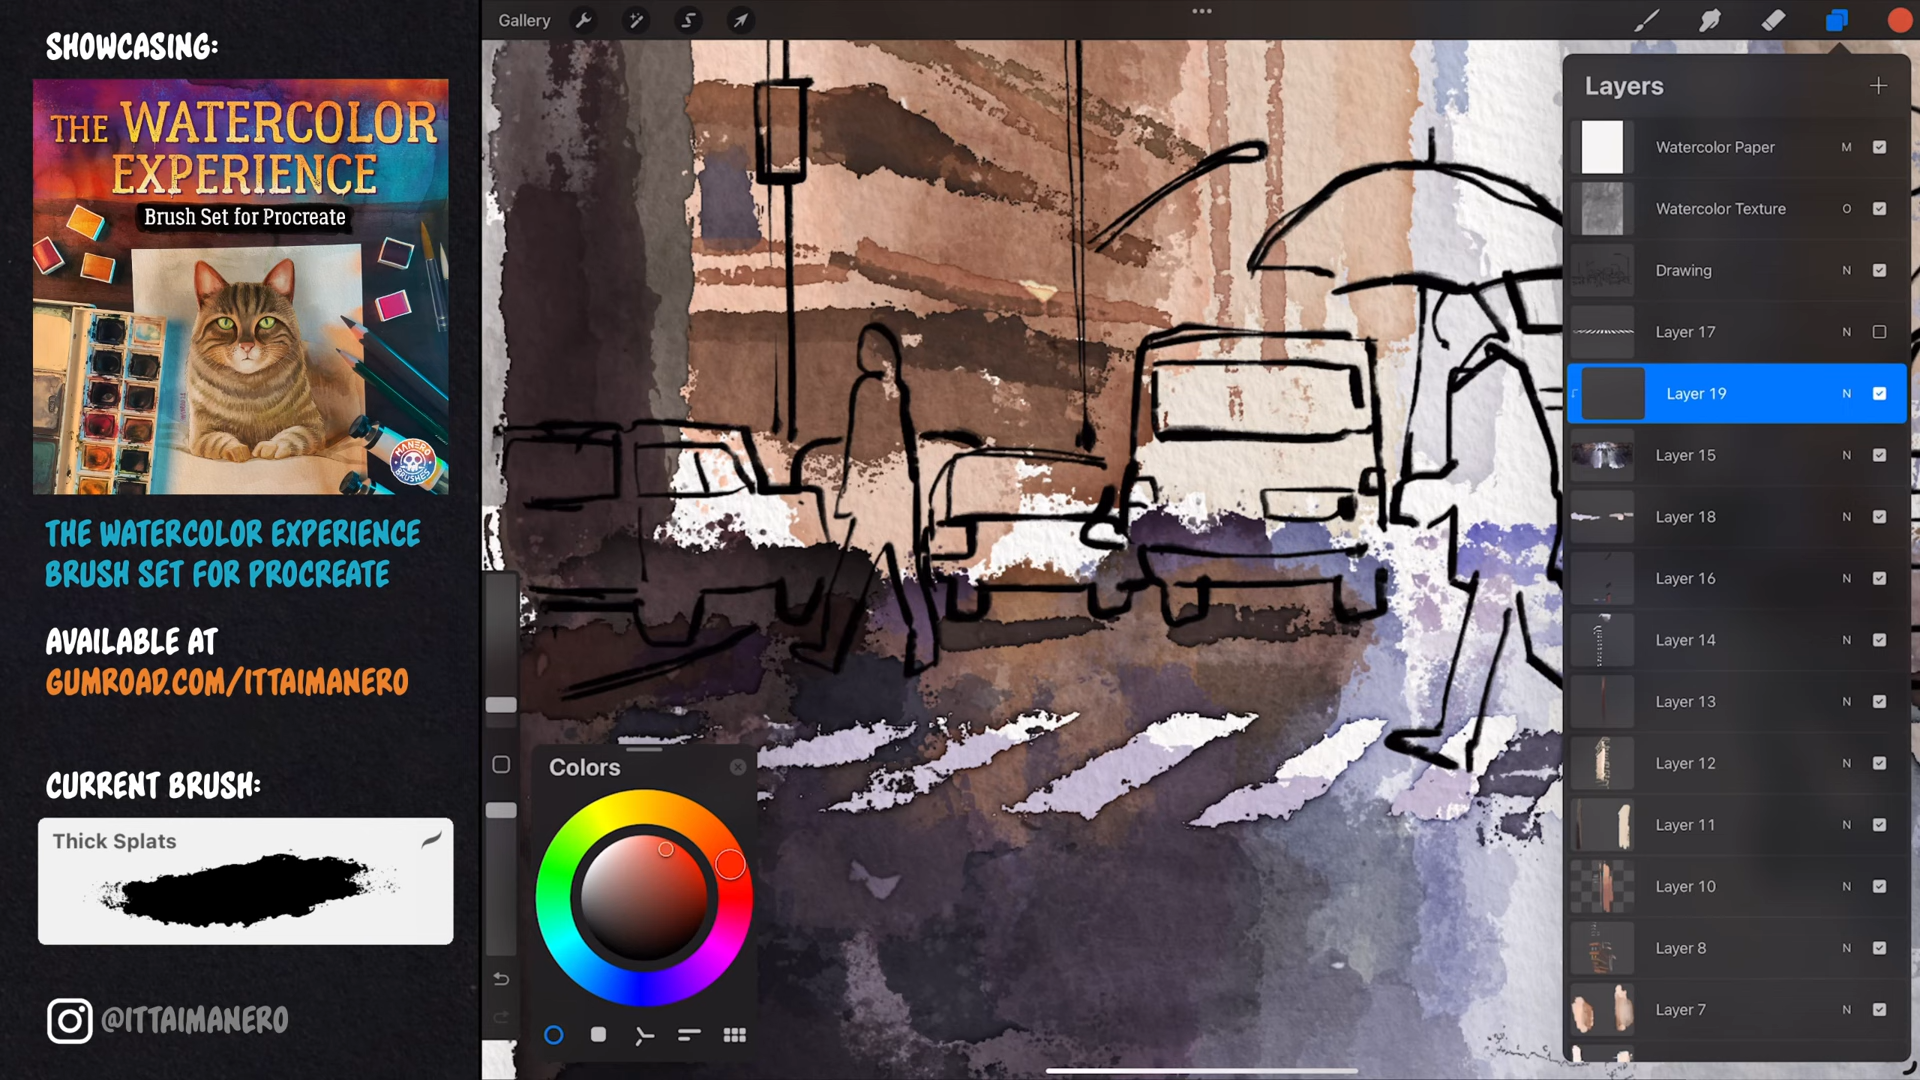 SHOWCASING:
THE WATERCOLOR
EXPERIENCE
Brush Set for Procreate
MANERO
BRUSHES
THE WATERCOLOR EXPERIENCE
BRUSH SET FOR PROCREATE
AVAILABLE AT
GUMROAD.COM/ITTAIMANERO
CURRENT BRUSH:
Thick Splats
@ITTAIMANERO
Gallery
Colors
Layers
Watercolor Paper M
Watercolor Texture O
Drawing N
Layer 17 N
Layer 19 N
Layer 15 N
Layer 18 N
Layer 16 N
Layer 14 N
Layer 13 N
Layer 12 N
Layer 11 N
Layer 10 N
Layer 8 N
Layer 7 N